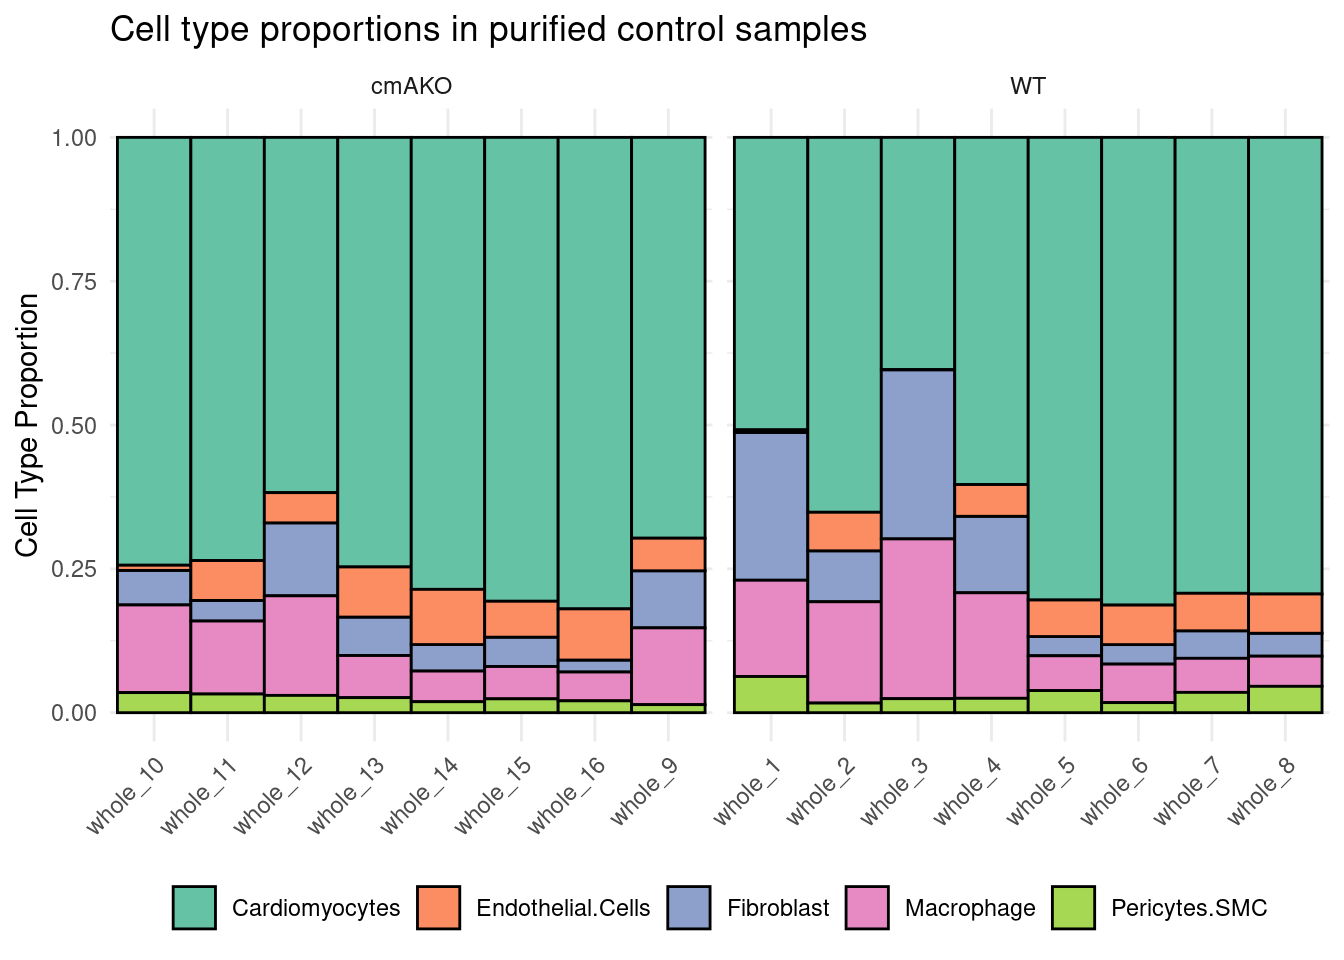 Cell type proportions in purified control samples
cmAKO
WT
1.00
0.75
0.50
0.25
0.00
Cell Type Proportion
whole_10
whole_11
whole_12
whole_13
whole_14
whole_15
whole_16
whole_9
whole_1
whole_2
whole_3
whole_4
whole_5
whole_6
whole_7
whole_8
Cardiomyocytes
Endothelial.Cells
Fibroblast
Macrophage
Pericytes.SMC